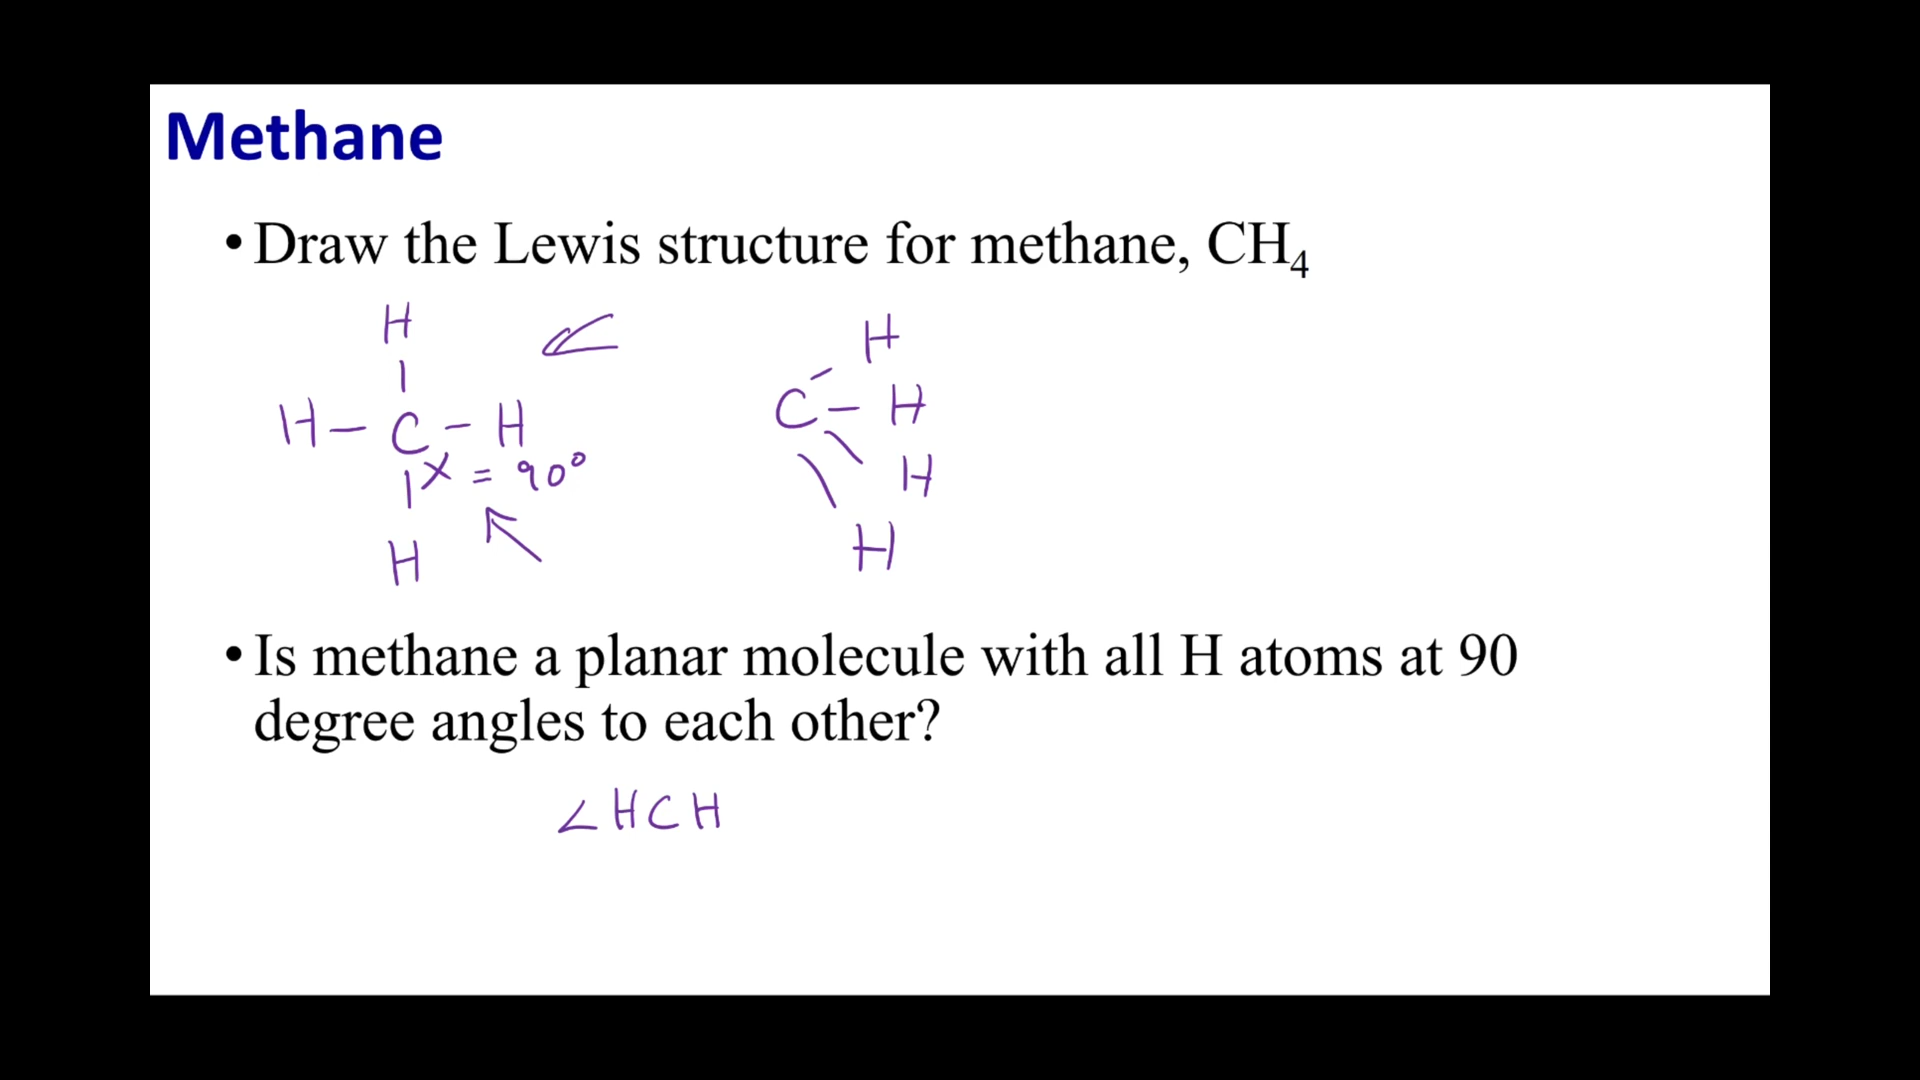 Methane
• Draw the Lewis structure for methane, CH₄
H
H – C – H
x = 90°
H
H
C – H
H
H
• Is methane a planar molecule with all H atoms at 90
degree angles to each other?
∠HCH